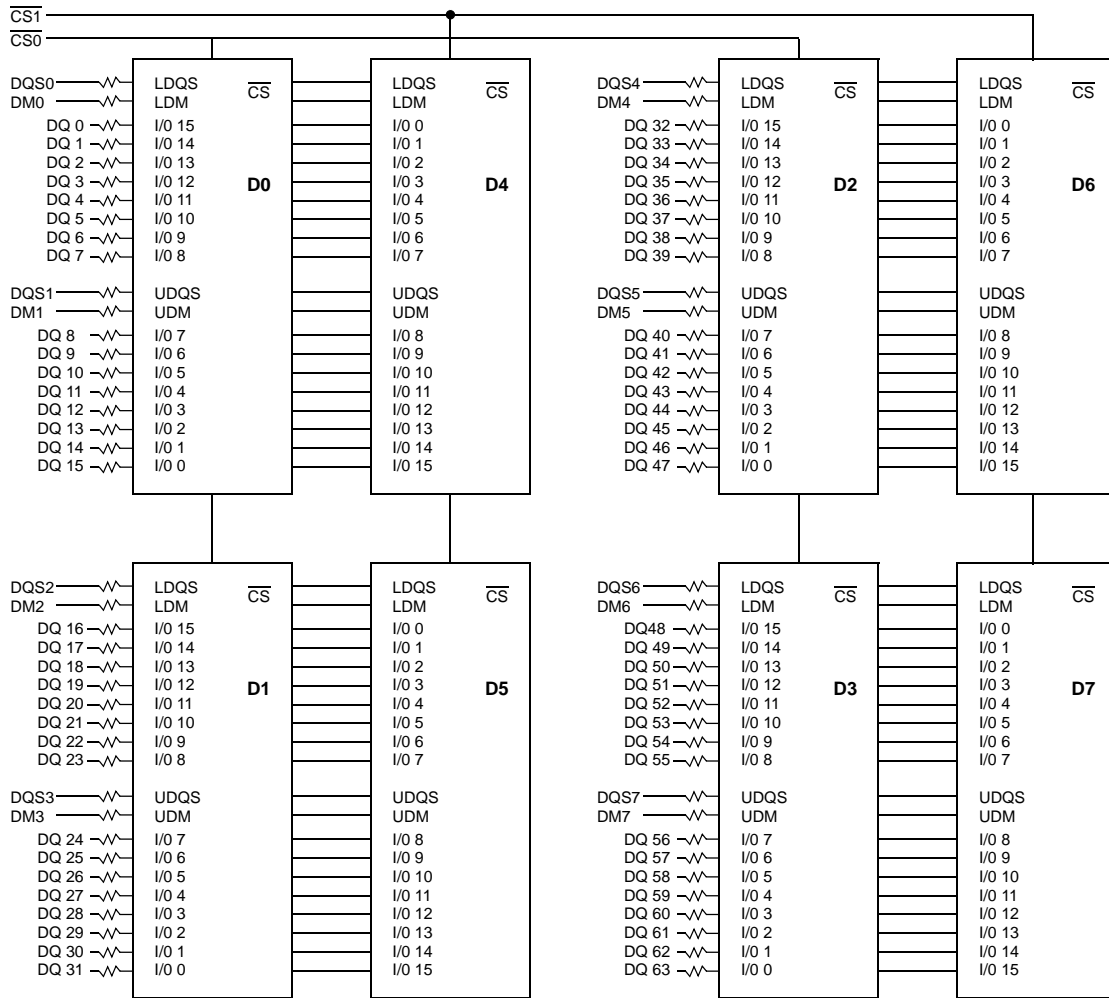 CS1
CS0
DQS0 LDQS CS LDQS CS DQS4 LDQS CS LDQS CS
DM0 LDM LDM DM4 LDM LDM
DQ 0 I/0 15 I/0 0 DQ 32 I/0 15 I/0 0
DQ 1 I/0 14 I/0 1 DQ 33 I/0 14 I/0 1
DQ 2 I/0 13 I/0 2 DQ 34 I/0 13 I/0 2
DQ 3 I/0 12 D0 I/0 3 D4 DQ 35 I/0 12 D2 I/0 3 D6
DQ 4 I/0 11 I/0 4 DQ 36 I/0 11 I/0 4
DQ 5 I/0 10 I/0 5 DQ 37 I/0 10 I/0 5
DQ 6 I/0 9 I/0 6 DQ 38 I/0 9 I/0 6
DQ 7 I/0 8 I/0 7 DQ 39 I/0 8 I/0 7
DQS1 UDQS UDQS DQS5 UDQS UDQS
DM1 UDM UDM DM5 UDM UDM
DQ 8 I/0 7 I/0 8 DQ 40 I/0 7 I/0 8
DQ 9 I/0 6 I/0 9 DQ 41 I/0 6 I/0 9
DQ 10 I/0 5 I/0 10 DQ 42 I/0 5 I/0 10
DQ 11 I/0 4 I/0 11 DQ 43 I/0 4 I/0 11
DQ 12 I/0 3 I/0 12 DQ 44 I/0 3 I/0 12
DQ 13 I/0 2 I/0 13 DQ 45 I/0 2 I/0 13
DQ 14 I/0 1 I/0 14 DQ 46 I/0 1 I/0 14
DQ 15 I/0 0 I/0 15 DQ 47 I/0 0 I/0 15
DQS2 LDQS CS LDQS CS DQS6 LDQS CS LDQS CS
DM2 LDM LDM DM6 LDM LDM
DQ 16 I/0 15 I/0 0 DQ48 I/0 15 I/0 0
DQ 17 I/0 14 I/0 1 DQ 49 I/0 14 I/0 1
DQ 18 I/0 13 I/0 2 DQ 50 I/0 13 I/0 2
DQ 19 I/0 12 D1 I/0 3 D5 DQ 51 I/0 12 D3 I/0 3 D7
DQ 20 I/0 11 I/0 4 DQ 52 I/0 11 I/0 4
DQ 21 I/0 10 I/0 5 DQ 53 I/0 10 I/0 5
DQ 22 I/0 9 I/0 6 DQ 54 I/0 9 I/0 6
DQ 23 I/0 8 I/0 7 DQ 55 I/0 8 I/0 7
DQS3 UDQS UDQS DQS7 UDQS UDQS
DM3 UDM UDM DM7 UDM UDM
DQ 24 I/0 7 I/0 8 DQ 56 I/0 7 I/0 8
DQ 25 I/0 6 I/0 9 DQ 57 I/0 6 I/0 9
DQ 26 I/0 5 I/0 10 DQ 58 I/0 5 I/0 10
DQ 27 I/0 4 I/0 11 DQ 59 I/0 4 I/0 11
DQ 28 I/0 3 I/0 12 DQ 60 I/0 3 I/0 12
DQ 29 I/0 2 I/0 13 DQ 61 I/0 2 I/0 13
DQ 30 I/0 1 I/0 14 DQ 62 I/0 1 I/0 14
DQ 31 I/0 0 I/0 15 DQ 63 I/0 0 I/0 15